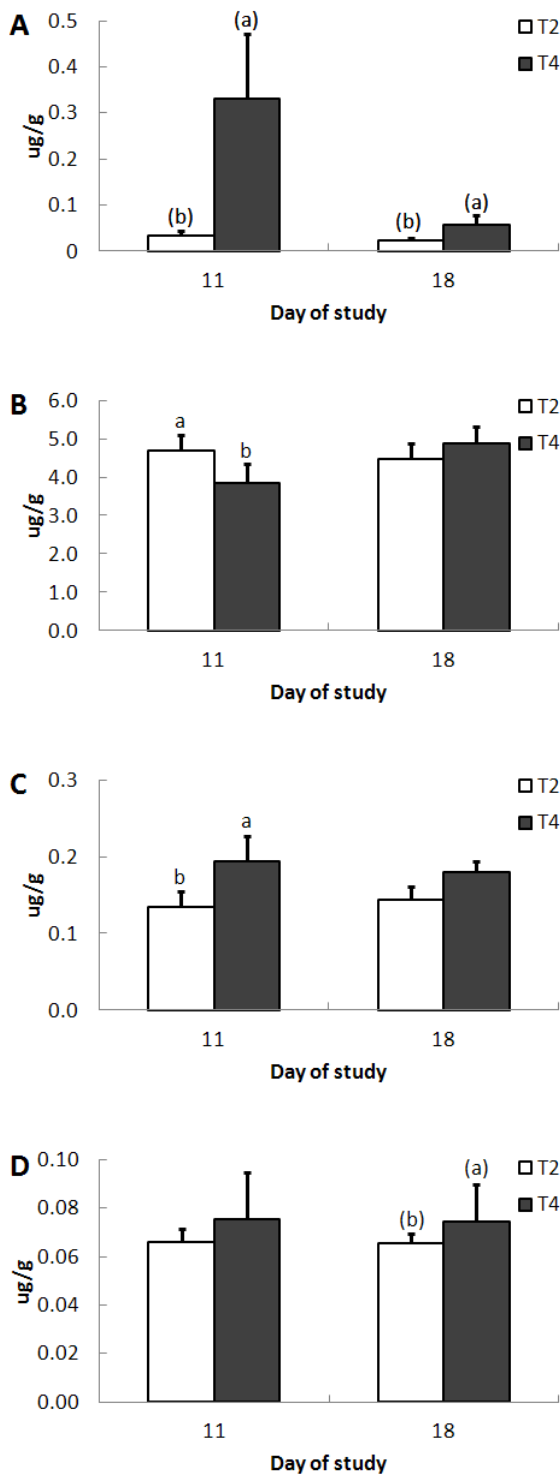 A
(a)
T2
T4
0.5
0.4
0.3
0.2
0.1
0
ug/g
(b)
(b)
(a)
11
18
Day of study
B
T2
T4
6.0
5.0
4.0
3.0
2.0
1.0
0.0
ug/g
a
b
11
18
Day of study
C
T2
T4
0.3
0.2
0.1
0.0
ug/g
b
a
11
18
Day of study
D
T2
T4
0.10
0.08
0.06
0.04
0.02
0.00
ug/g
(b)
(a)
11
18
Day of study